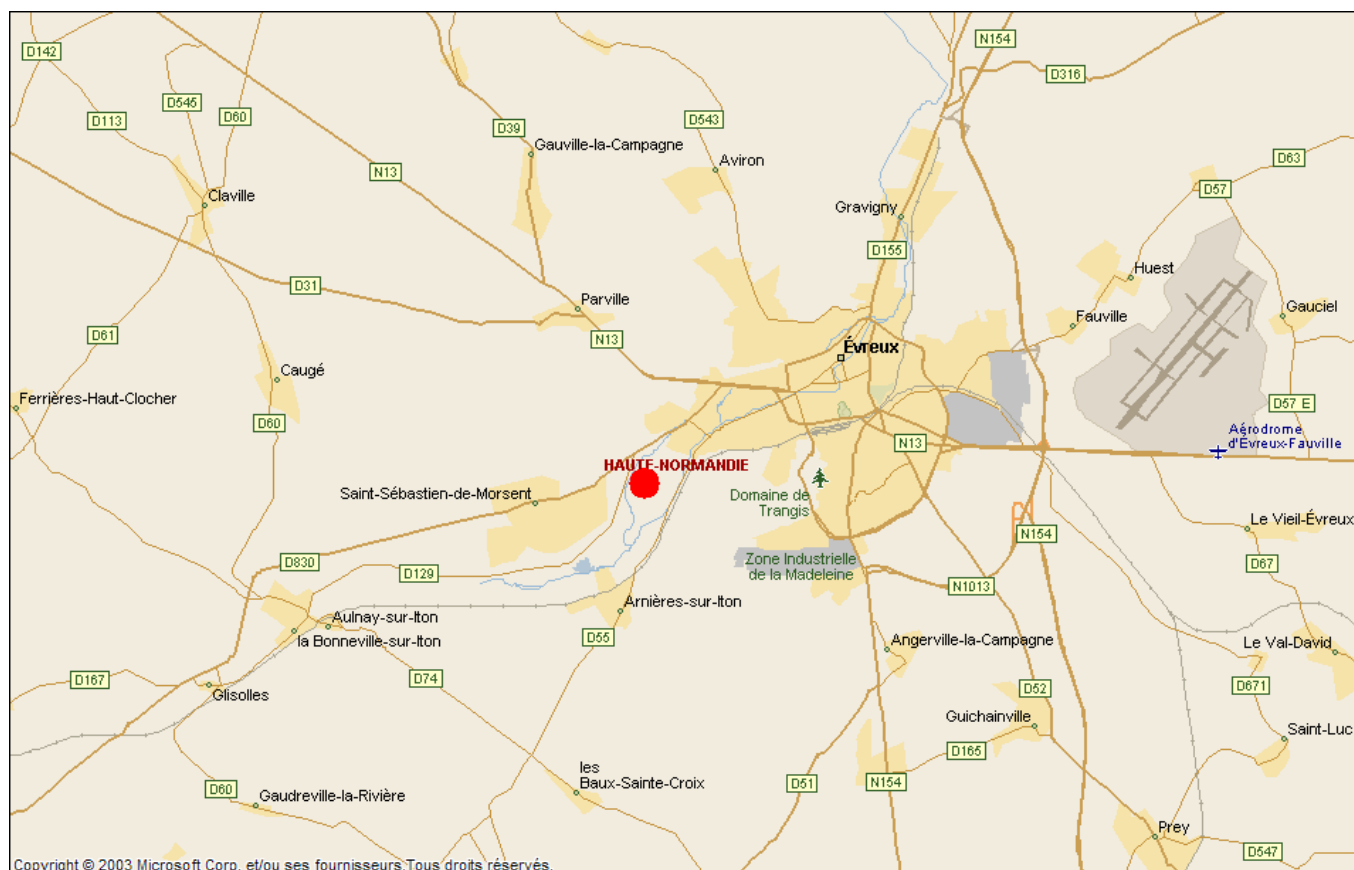 N154
D142
D316
D545
D60
D113
D39
D543
Gauville-la-Campagne
Aviron
D63
N13
D57
Claville
Gravigny
D155
Huest
D31
Parville
Gauciel
Fauville
D61
N13
Évreux
Caugé
Ferrières-Haut-Clocher
D57 E
D60
Aérodrome
d'Évreux-Fauville
N13
HAUTE-NORMANDIE
Saint-Sébastien-de-Morsent
Domaine de
Trangis
Le Vieil-Évreux
N154
D830
Zone Industrielle
de la Madeleine
D67
D129
N1013
Arnières-sur-Iton
Aulnay-sur-Iton
la Bonneville-sur-Iton
D55
Angerville-la-Campagne
Le Val-David
D167
D74
Glisolles
D52
D671
Guichainville
Saint-Luc
D165
les
Baux-Sainte-Croix
D51
N154
D60
Gaudreville-la-Rivière
Prey
D547
Copyright © 2003 Microsoft Corp. et/ou ses fournisseurs.Tous droits réservés.